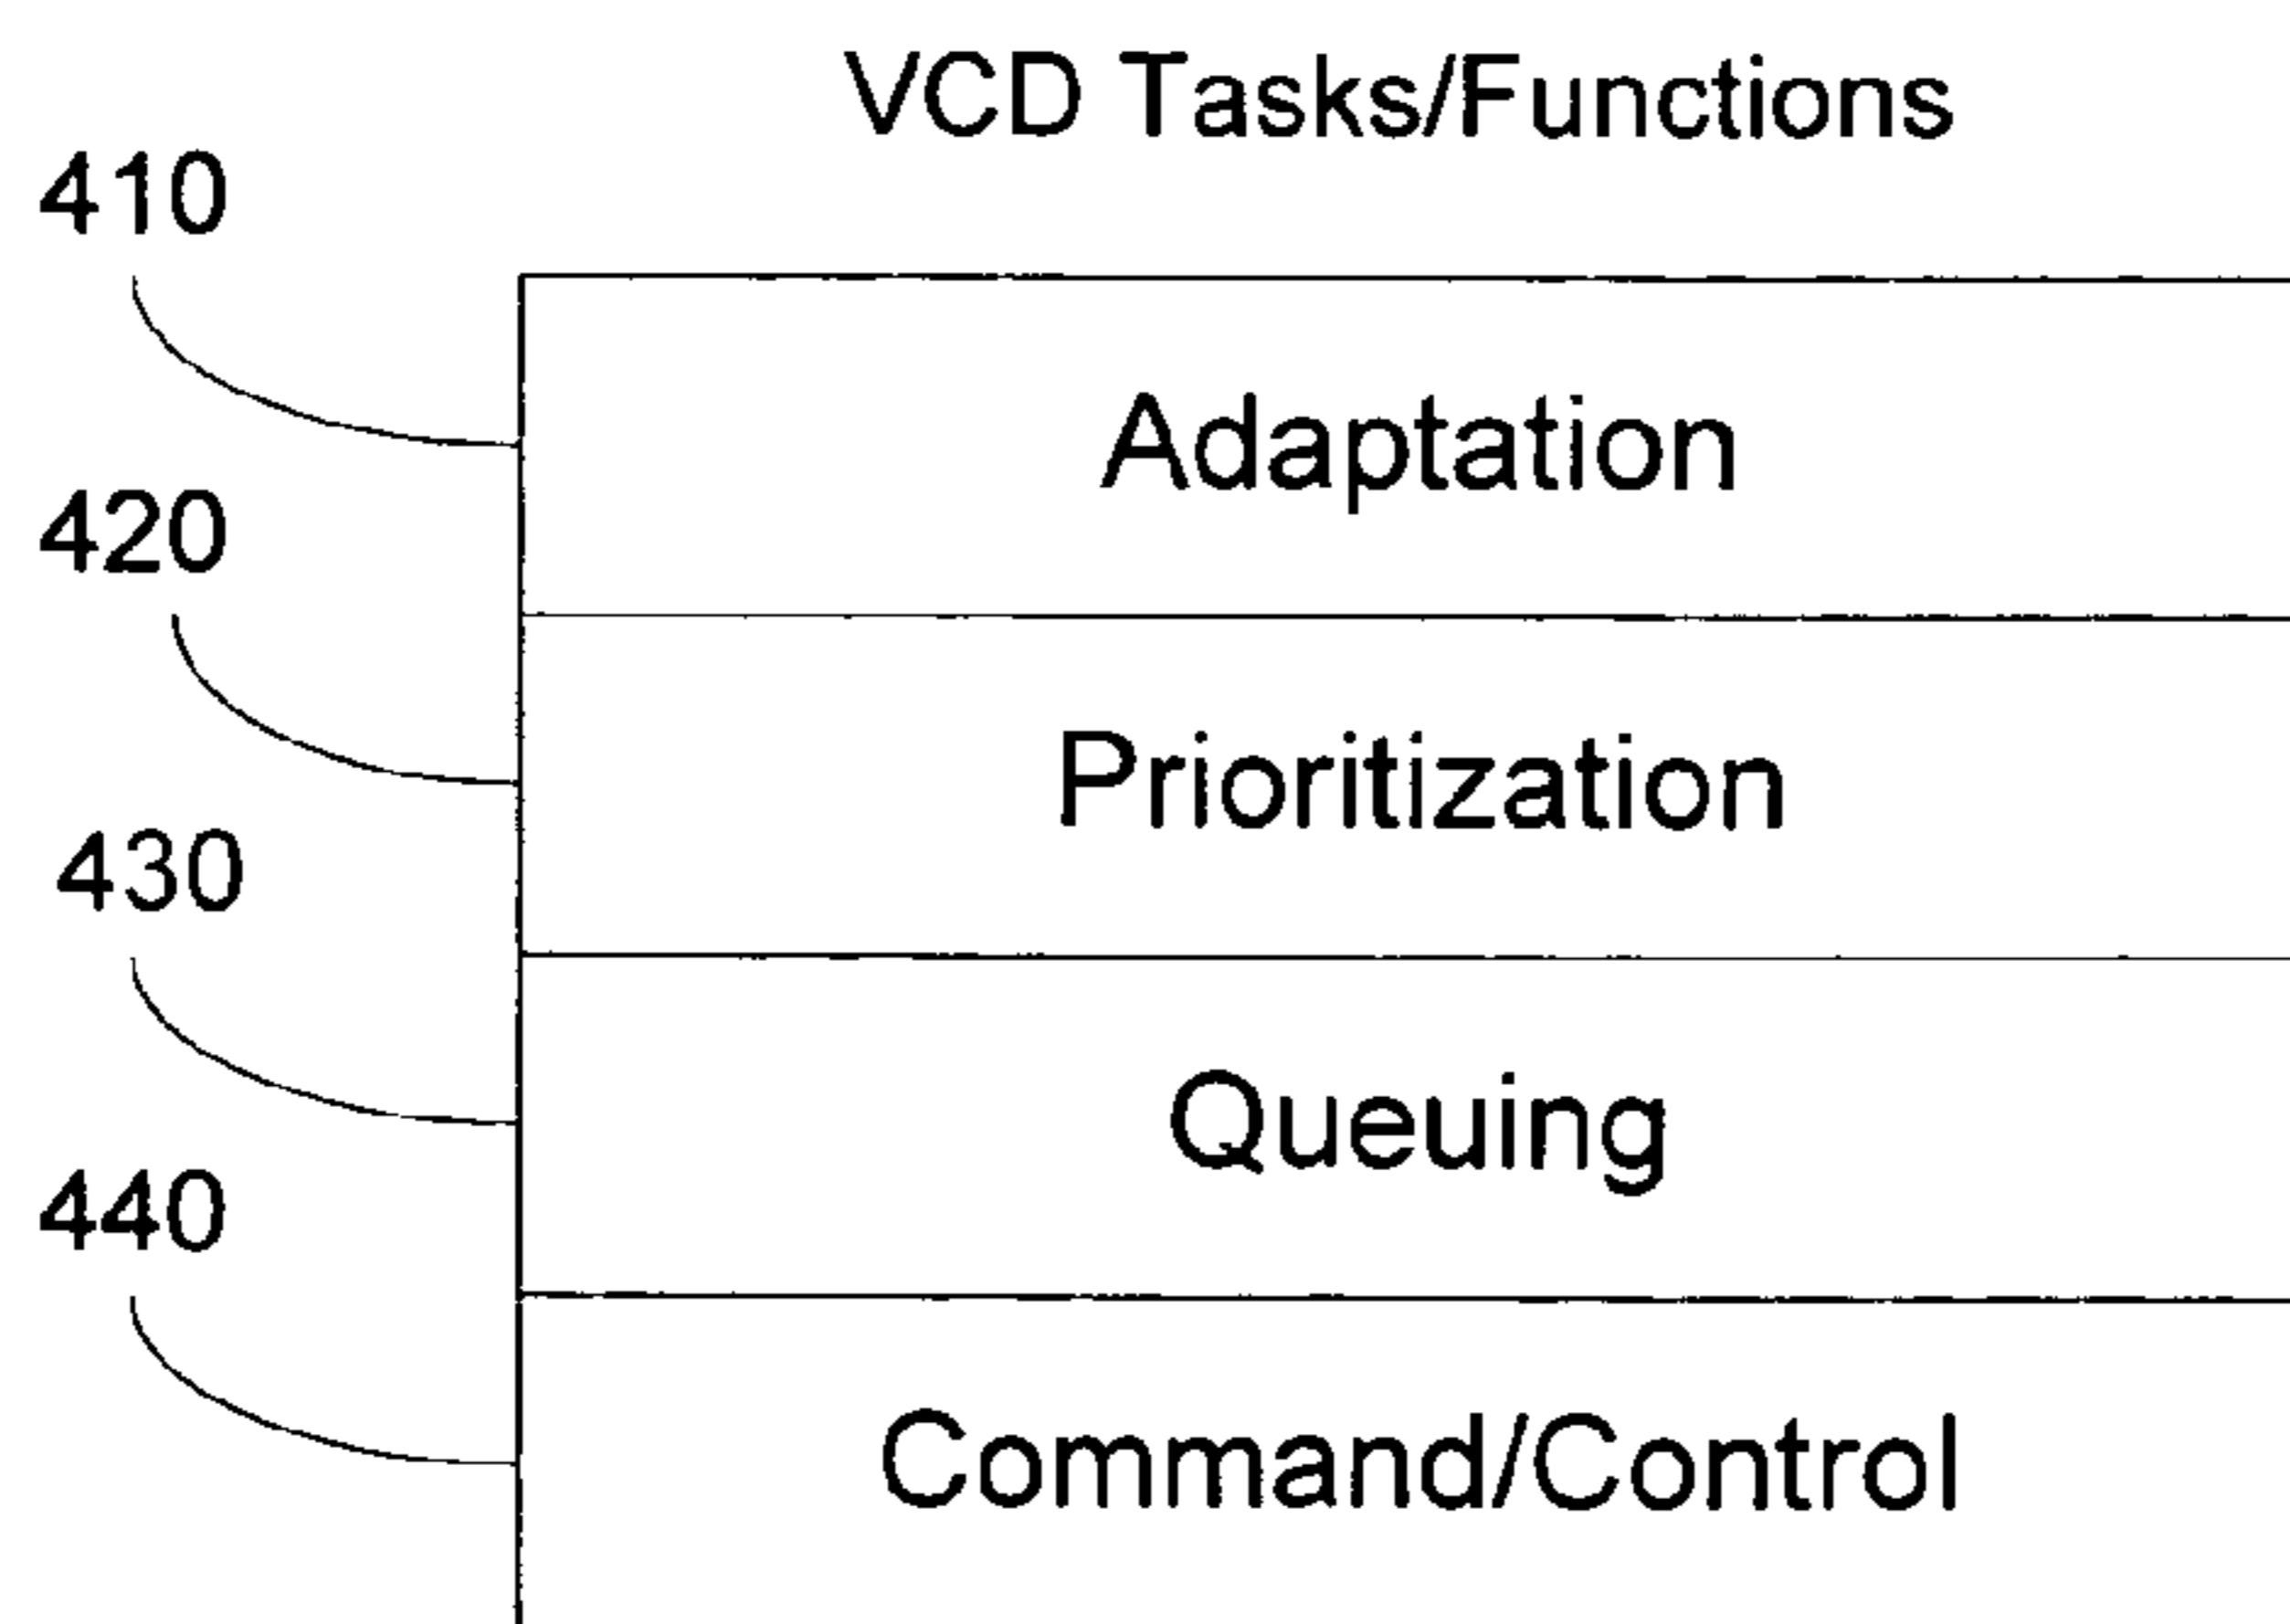 VCD Tasks/Functions
410
Adaptation
420
Prioritization
430
Queuing
440
Command/Control